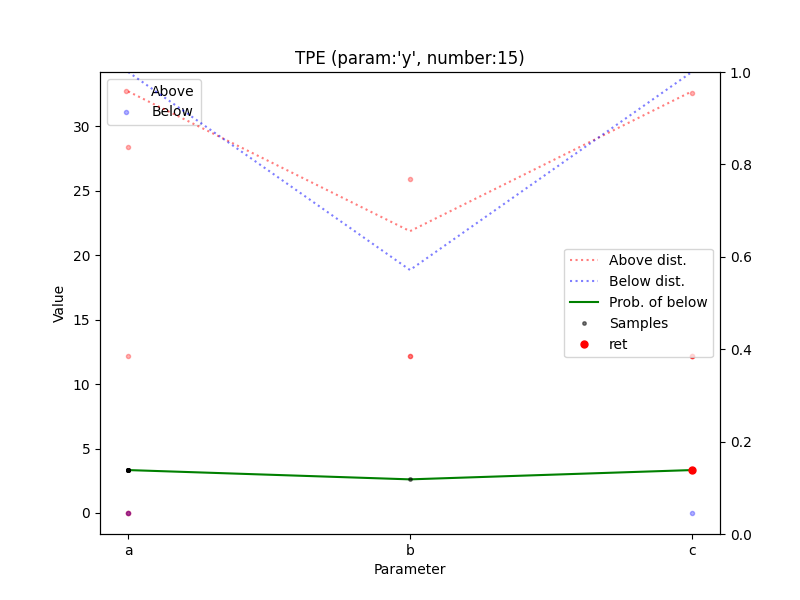 TPE (param:'y', number:15)
Above
Below
30
25
20
15
10
5
0
Value
1.0
0.8
0.6
0.4
0.2
0.0
Above dist.
Below dist.
Prob. of below
Samples
ret
a
b
c
Parameter